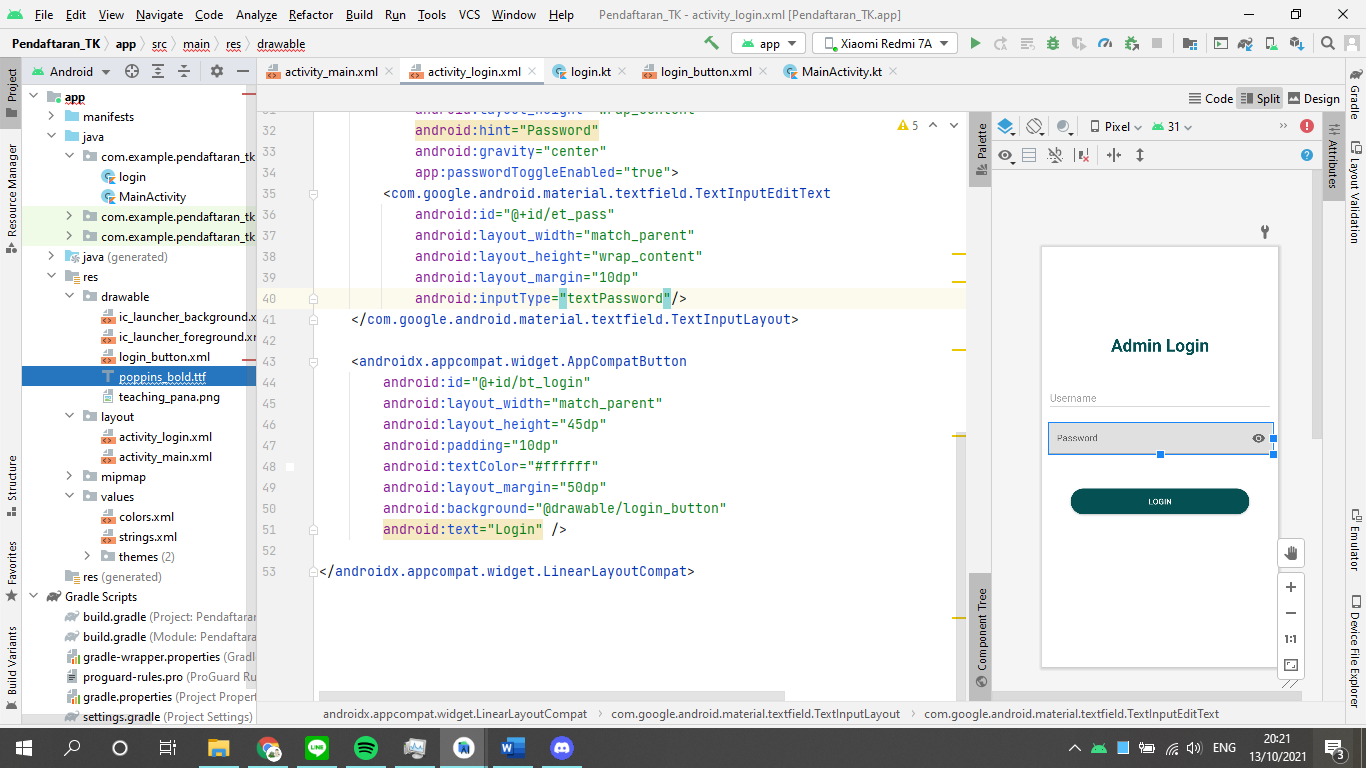 File Edit View Navigate Code Analyze Refactor Build Run Tools VCS Window Help Pendaftaran_TK - activity_login.xml [Pendaftaran_TK.app]
Pendaftaran_TK app src main res drawable app Xiaomi Redmi 7A
Android activity_main.xml activity_login.xml login.kt login_button.xml MainActivity.kt
Code Split Design
Project
Resource Manager
Structure
Favorites
Build Variants
app
manifests
java
com.example.pendaftaran_tk
login
MainActivity
com.example.pendaftaran_tk
com.example.pendaftaran_tk
java (generated)
res
drawable
ic_launcher_background.x
ic_launcher_foreground.xr
login_button.xml
poppins_bold.ttf
teaching_pana.png
layout
activity_login.xml
activity_main.xml
mipmap
values
colors.xml
strings.xml
themes (2)
res (generated)
Gradle Scripts
build.gradle (Project: Pendaftaran
build.gradle (Module: Pendaftara
gradle-wrapper.properties (Gradl
proguard-rules.pro (ProGuard Ru
gradle.properties (Project Propert
settings.gradle (Project Settings)
31 android:layout_height="wrap_content"
32 android:hint="Password"
33 android:gravity="center"
34 app:passwordToggleEnabled="true">
35 <com.google.android.material.textfield.TextInputEditText
36 android:id="@+id/et_pass"
37 android:layout_width="match_parent"
38 android:layout_height="wrap_content"
39 android:layout_margin="10dp"
40 android:inputType="textPassword"/>
41 </com.google.android.material.textfield.TextInputLayout>
42
43 <androidx.appcompat.widget.AppCompatButton
44 android:id="@+id/bt_login"
45 android:layout_width="match_parent"
46 android:layout_height="45dp"
47 android:padding="10dp"
48 android:textColor="#ffffff"
49 android:layout_margin="50dp"
50 android:background="@drawable/login_button"
51 android:text="Login" />
52
53 </androidx.appcompat.widget.LinearLayoutCompat>
5
Palette
Component Tree
Pixel 31
Admin Login
Username
Password
LOGIN
1:1
Attributes
Gradle
Layout Validation
Emulator
Device File Explorer
androidx.appcompat.widget.LinearLayoutCompat com.google.android.material.textfield.TextInputLayout com.google.android.material.textfield.TextInputEditText
ENG 20:21
13/10/2021
3